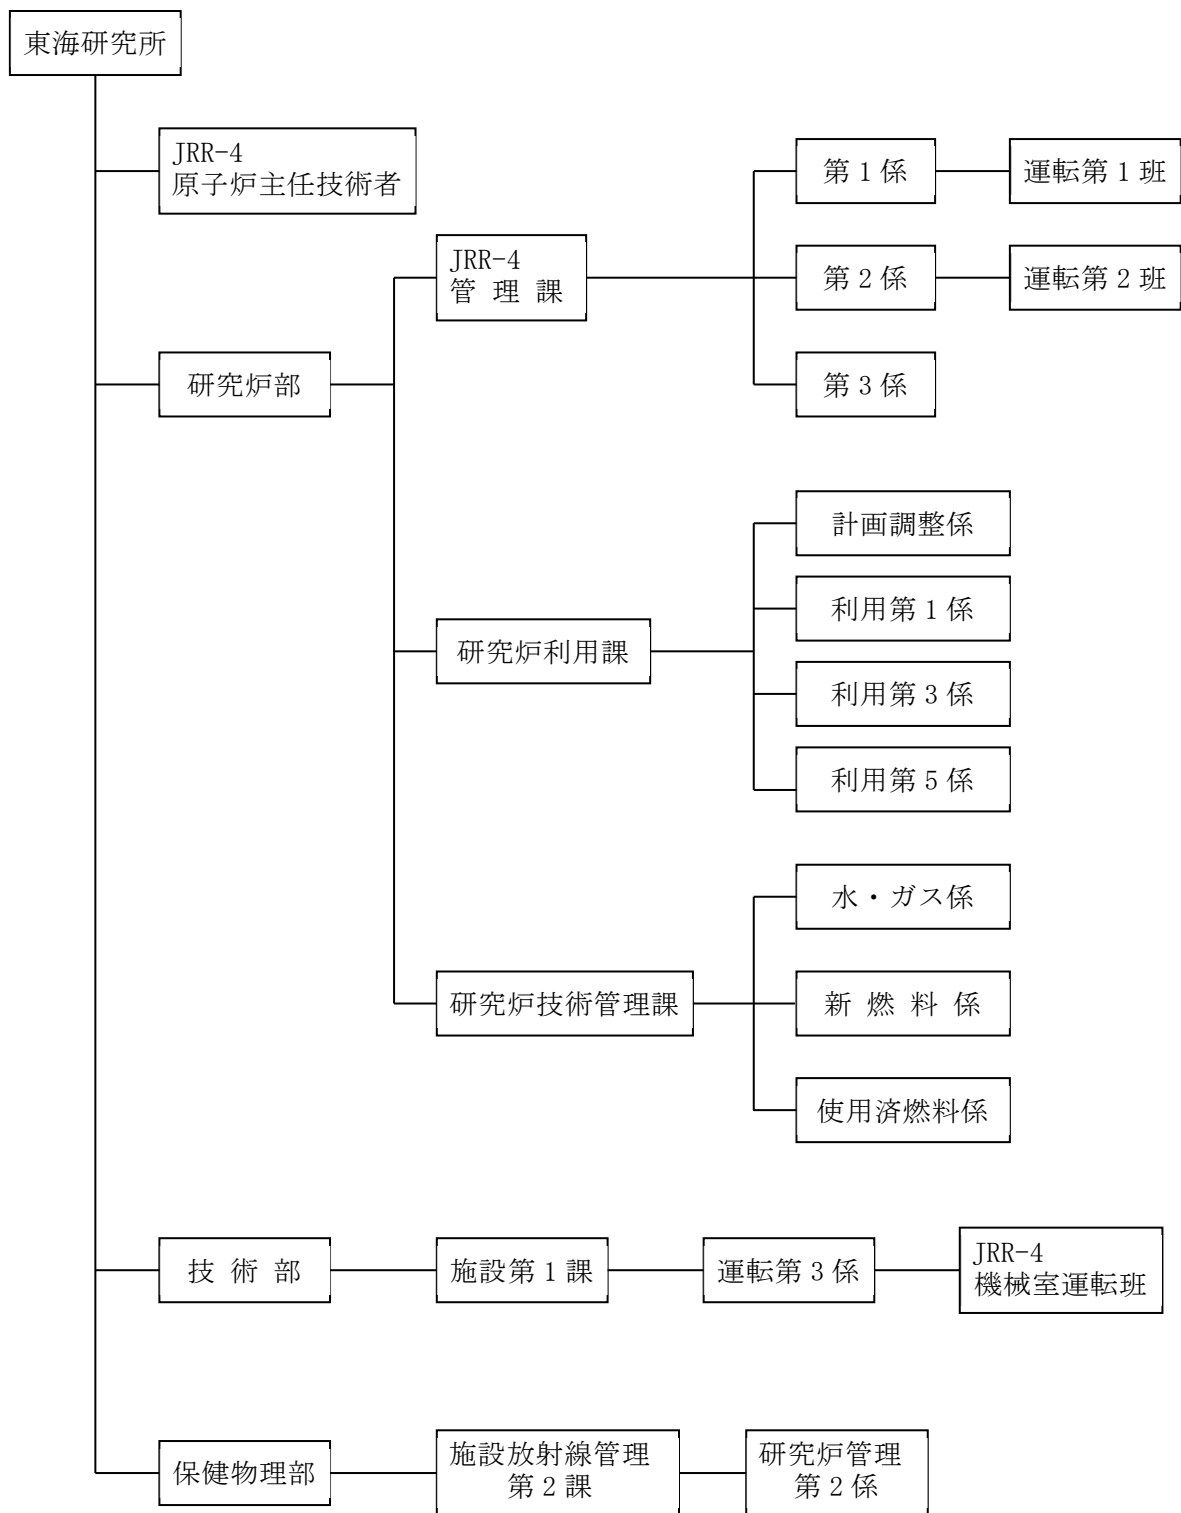 東海研究所
JRR-4
原子炉主任技術者
第1係
運転第1班
JRR-4
管 理 課
第2係
運転第2班
研究炉部
第3係
計画調整係
利用第1係
研究炉利用課
利用第3係
利用第5係
水・ガス係
研究炉技術管理課
新 燃 料 係
使用済燃料係
技 術 部
施設第1課
運転第3係
JRR-4
機械室運転班
保健物理部
施設放射線管理
第2課
研究炉管理
第2係